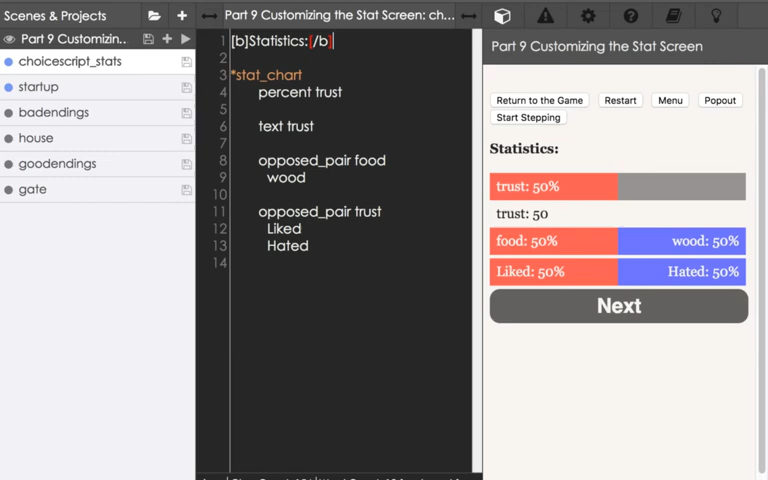 Scenes & Projects
Part 9 Customizin..
choicescript_stats
startup
badendings
house
goodendings
gate
Part 9 Customizing the Stat Screen: ch...
1 [b]Statistics:[/b]
2
3 *stat_chart
4 percent trust
5
6 text trust
7
8 opposed_pair food
9 wood
10
11 opposed_pair trust
12 Liked
13 Hated
14
Part 9 Customizing the Stat Screen
Return to the Game Restart Menu Popout
Start Stepping
Statistics:
trust: 50%
trust: 50
food: 50% wood: 50%
Liked: 50% Hated: 50%
Next